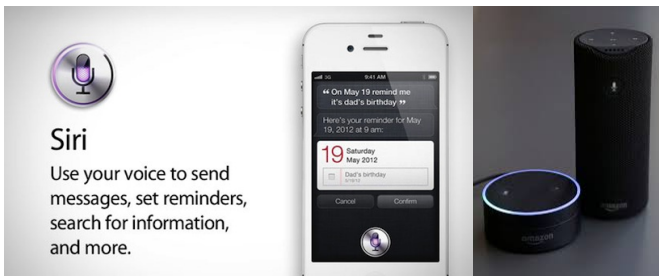 Siri
Use your voice to send
messages, set reminders,
search for information,
and more.
3G 9:41 AM
“ On May 19 remind me
it's dad's birthday ”
Here's your reminder for May
19, 2012 at 9 am:
19 Saturday
May 2012
Dad's birthday
Cancel Confirm
amazon
amazon